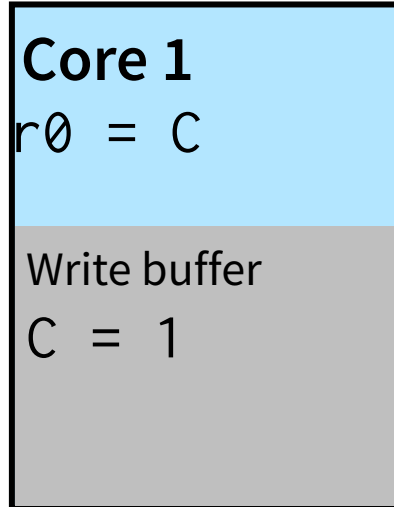 Core 1
r0 = C
Write buffer
C = 1